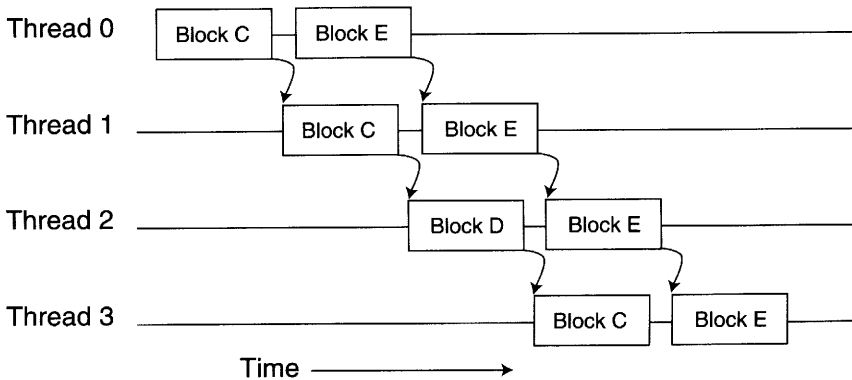 Thread 0 Block C Block E
Thread 1 Block C Block E
Thread 2 Block D Block E
Thread 3 Block C Block E
Time